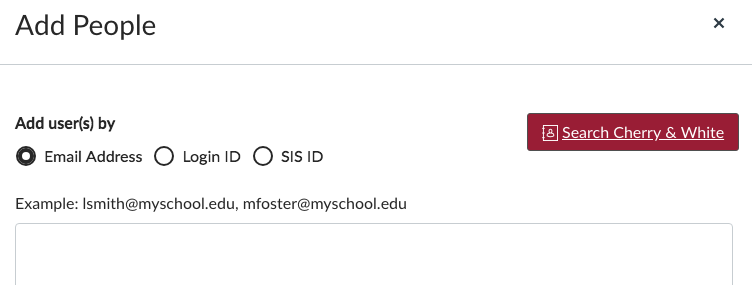 Add People
×
Add user(s) by
Search Cherry & White
Email Address Login ID SIS ID
Example: lsmith@myschool.edu, mfoster@myschool.edu